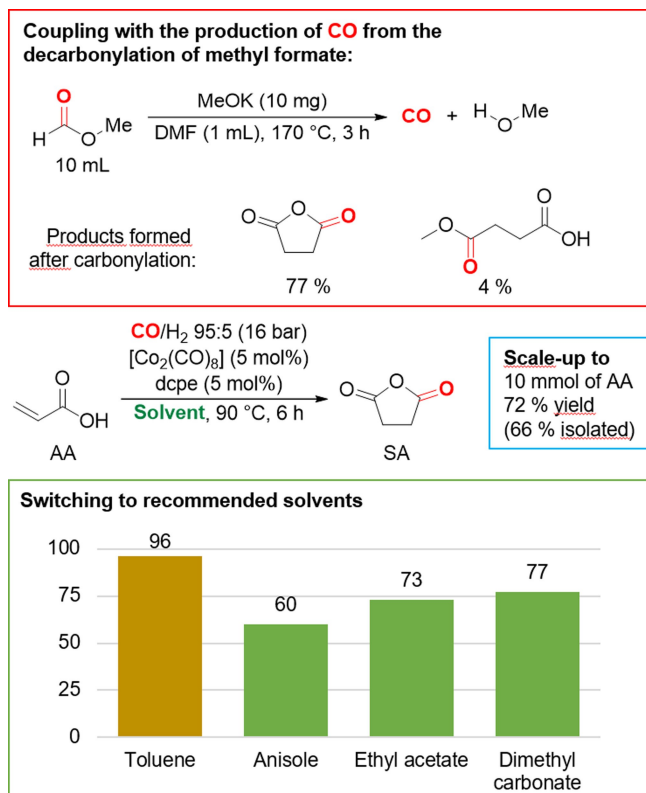 Coupling with the production of CO from the
decarbonylation of methyl formate:
O
H
O
Me
10 mL
MeOK (10 mg)
DMF (1 mL), 170 °C, 3 h
CO + H
O
Me
Products formed
after carbonylation:
O
O
O
77 %
O
O
O
OH
4 %
O
OH
AA
CO/H2 95:5 (16 bar)
[Co2(CO)8] (5 mol%)
dcpe (5 mol%)
Solvent, 90 °C, 6 h
O
O
O
SA
Scale-up to
10 mmol of AA
72 % yield
(66 % isolated)
Switching to recommended solvents
100
75
50
25
0
96
60
73
77
Toluene
Anisole
Ethyl acetate
Dimethyl
carbonate